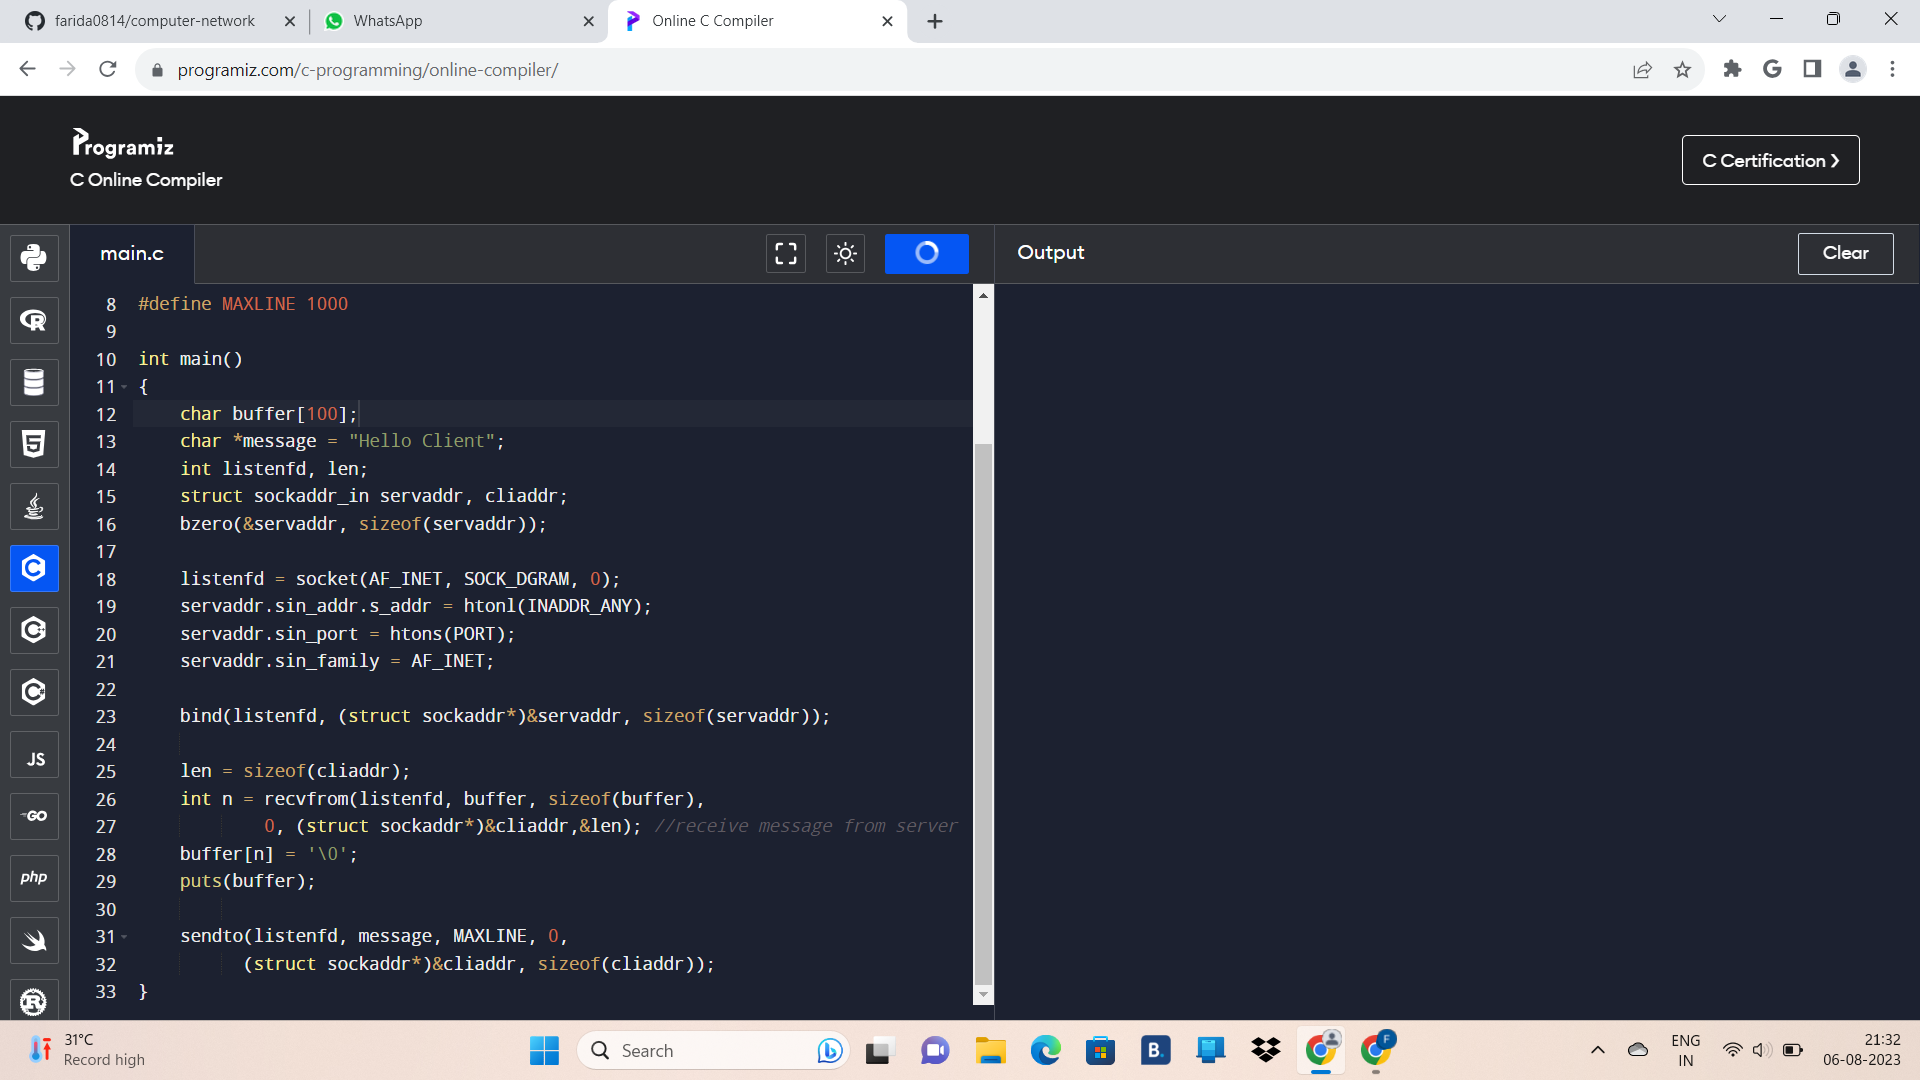 farida0814/computer-network
WhatsApp
Online C Compiler
programiz.com/c-programming/online-compiler/
Programiz
C Online Compiler
C Certification ❯
main.c
Output
Clear
8 #define MAXLINE 1000
9
10 int main()
11 {
12 char buffer[100];
13 char *message = "Hello Client";
14 int listenfd, len;
15 struct sockaddr_in servaddr, cliaddr;
16 bzero(&servaddr, sizeof(servaddr));
17
18 listenfd = socket(AF_INET, SOCK_DGRAM, 0);
19 servaddr.sin_addr.s_addr = htonl(INADDR_ANY);
20 servaddr.sin_port = htons(PORT);
21 servaddr.sin_family = AF_INET;
22
23 bind(listenfd, (struct sockaddr*)&servaddr, sizeof(servaddr));
24
25 len = sizeof(cliaddr);
26 int n = recvfrom(listenfd, buffer, sizeof(buffer),
27 0, (struct sockaddr*)&cliaddr,&len); //receive message from server
28 buffer[n] = '\0';
29 puts(buffer);
30
31 sendto(listenfd, message, MAXLINE, 0,
32 (struct sockaddr*)&cliaddr, sizeof(cliaddr));
33 }
JS
GO
php
31°C
Record high
Search
B.
F
ENG
IN
21:32
06-08-2023